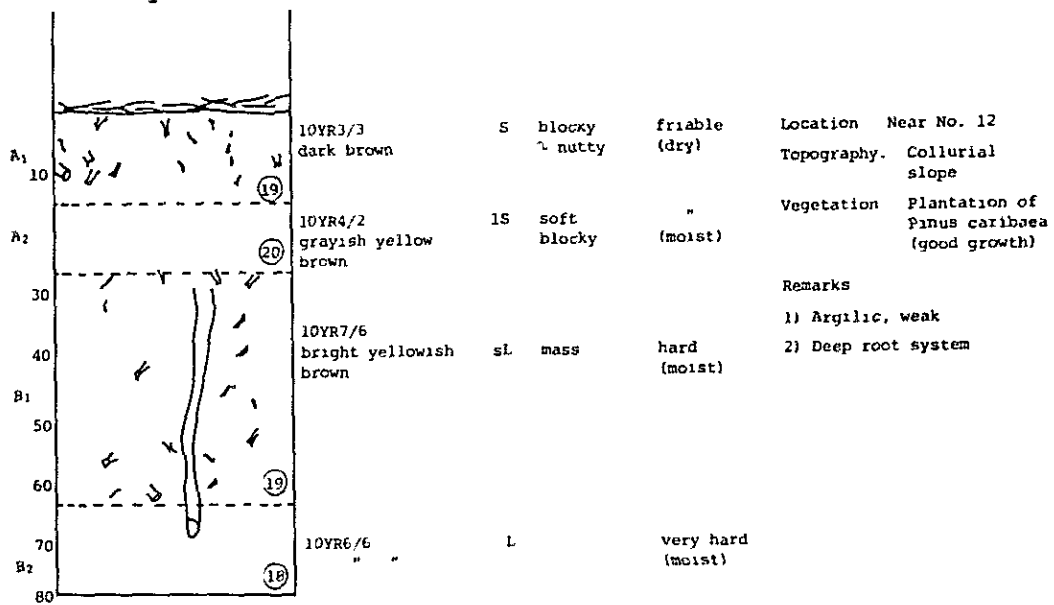 A1
10
A2
30
40
B1
50
60
70
B2
80
19
20
19
18
10YR3/3 S blocky friable
dark brown ~ nutty (dry)
10YR4/2 lS soft "
grayish yellow blocky (moist)
brown
10YR7/6
bright yellowish sL mass hard
brown (moist)
10YR6/6 L very hard
" " (moist)
Location Near No. 12
Topography. Collurial
slope
Vegetation Plantation of
Pinus caribaea
(good growth)
Remarks
1) Argilic, weak
2) Deep root system